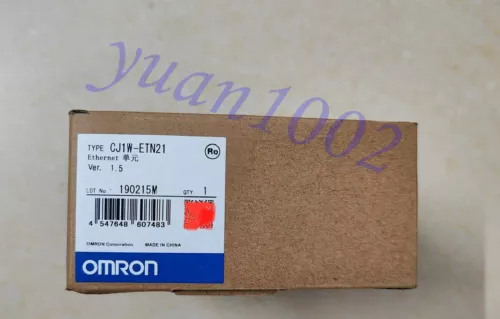 yuan1002
TYPE CJ1W-ETN21
Ethernet 单元
Ver. 1.5
Ro
LOT No. 190215M QTY 1
4 547648 607483
OMRON Corporation MADE IN CHINA
OMRON